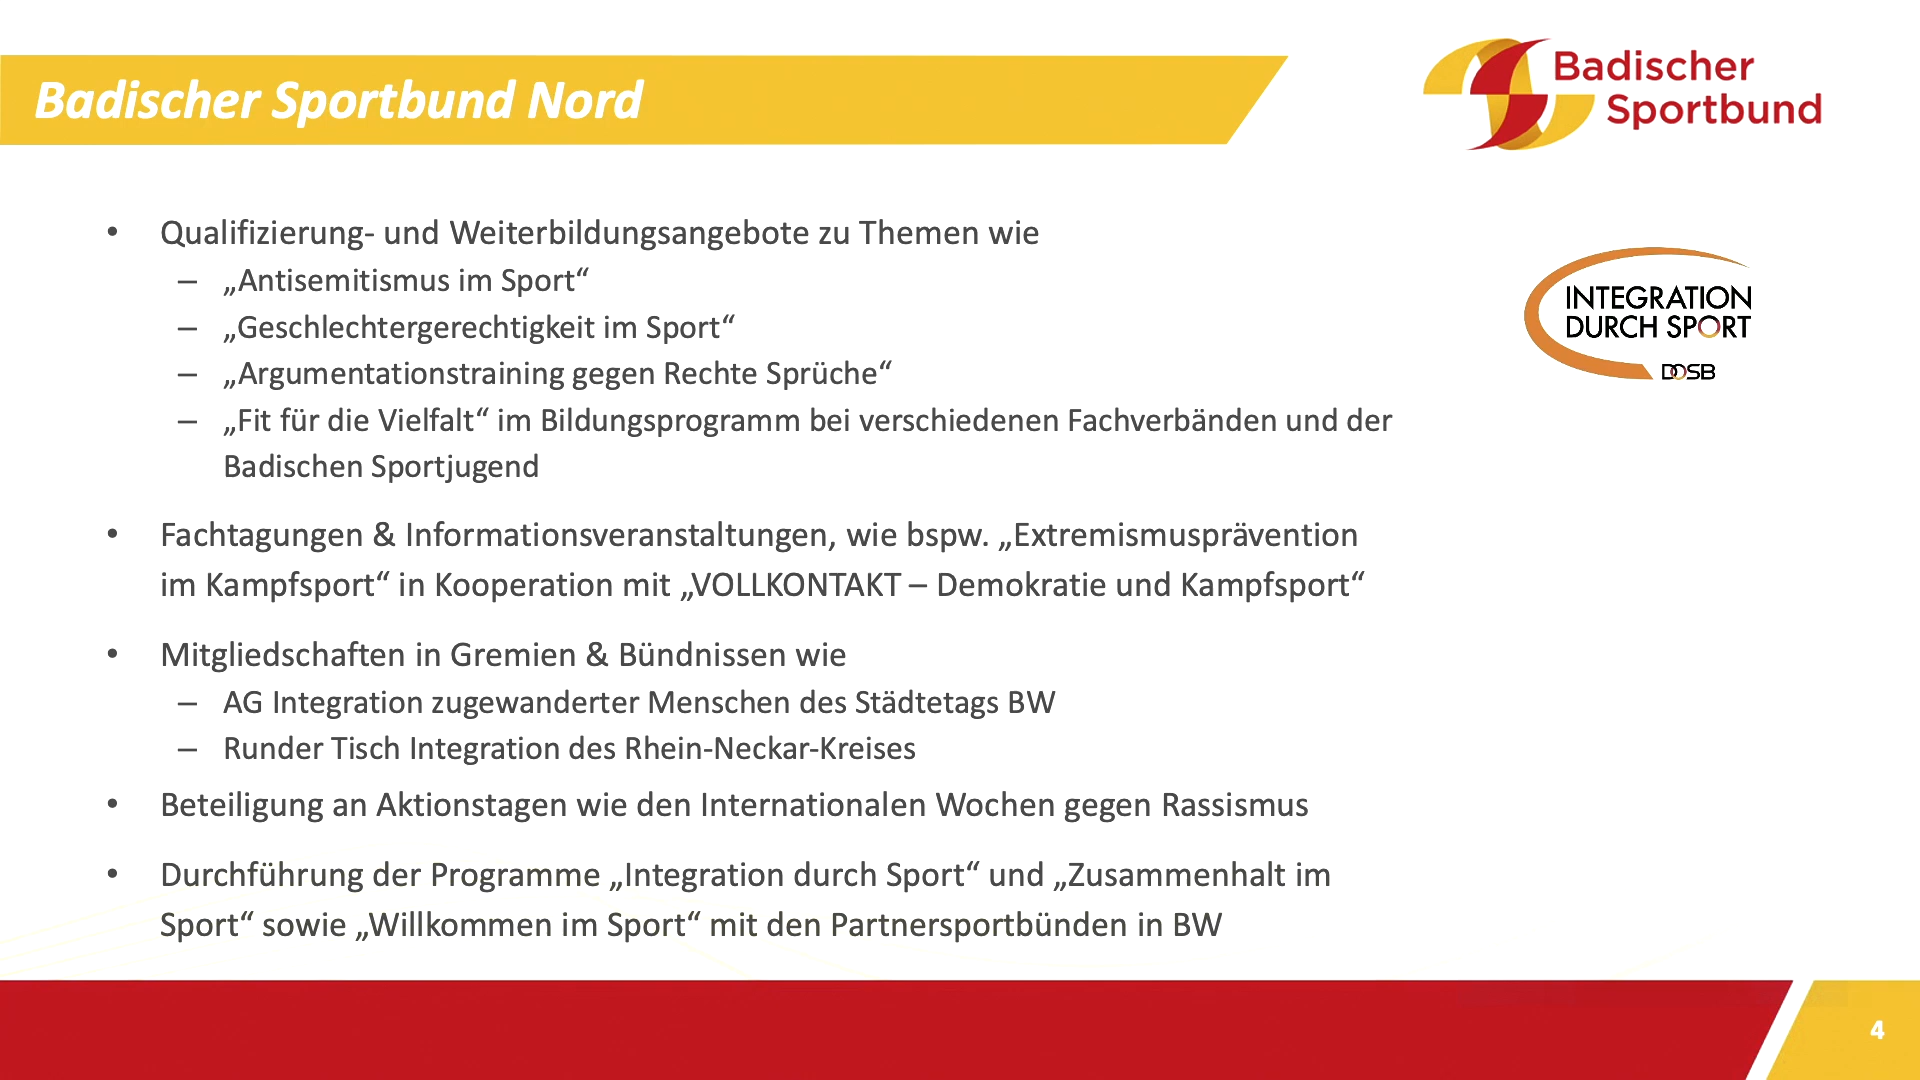 Badischer Sportbund Nord
Badischer
Sportbund
• Qualifizierung- und Weiterbildungsangebote zu Themen wie
– „Antisemitismus im Sport“
– „Geschlechtergerechtigkeit im Sport“
– „Argumentationstraining gegen Rechte Sprüche“
– „Fit für die Vielfalt“ im Bildungsprogramm bei verschiedenen Fachverbänden und der
Badischen Sportjugend
INTEGRATION
DURCH SPORT
DOSB
• Fachtagungen & Informationsveranstaltungen, wie bspw. „Extremismusprävention
im Kampfsport“ in Kooperation mit „VOLLKONTAKT – Demokratie und Kampfsport“
• Mitgliedschaften in Gremien & Bündnissen wie
– AG Integration zugewanderter Menschen des Städtetags BW
– Runder Tisch Integration des Rhein-Neckar-Kreises
• Beteiligung an Aktionstagen wie den Internationalen Wochen gegen Rassismus
• Durchführung der Programme „Integration durch Sport“ und „Zusammenhalt im
Sport“ sowie „Willkommen im Sport“ mit den Partnersportbünden in BW
4